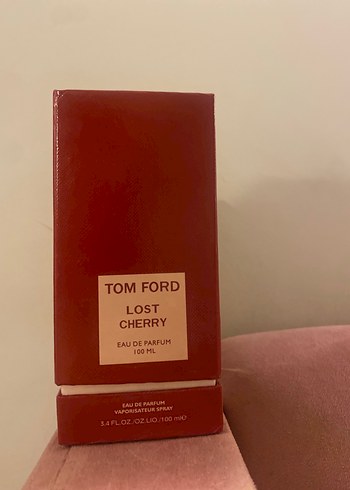 TOM FORD
LOST
CHERRY
EAU DE PARFUM
100 ML
EAU DE PARFUM
VAPORISATEUR SPRAY
3.4 FL.OZ./OZ.LIQ./100 ml℮